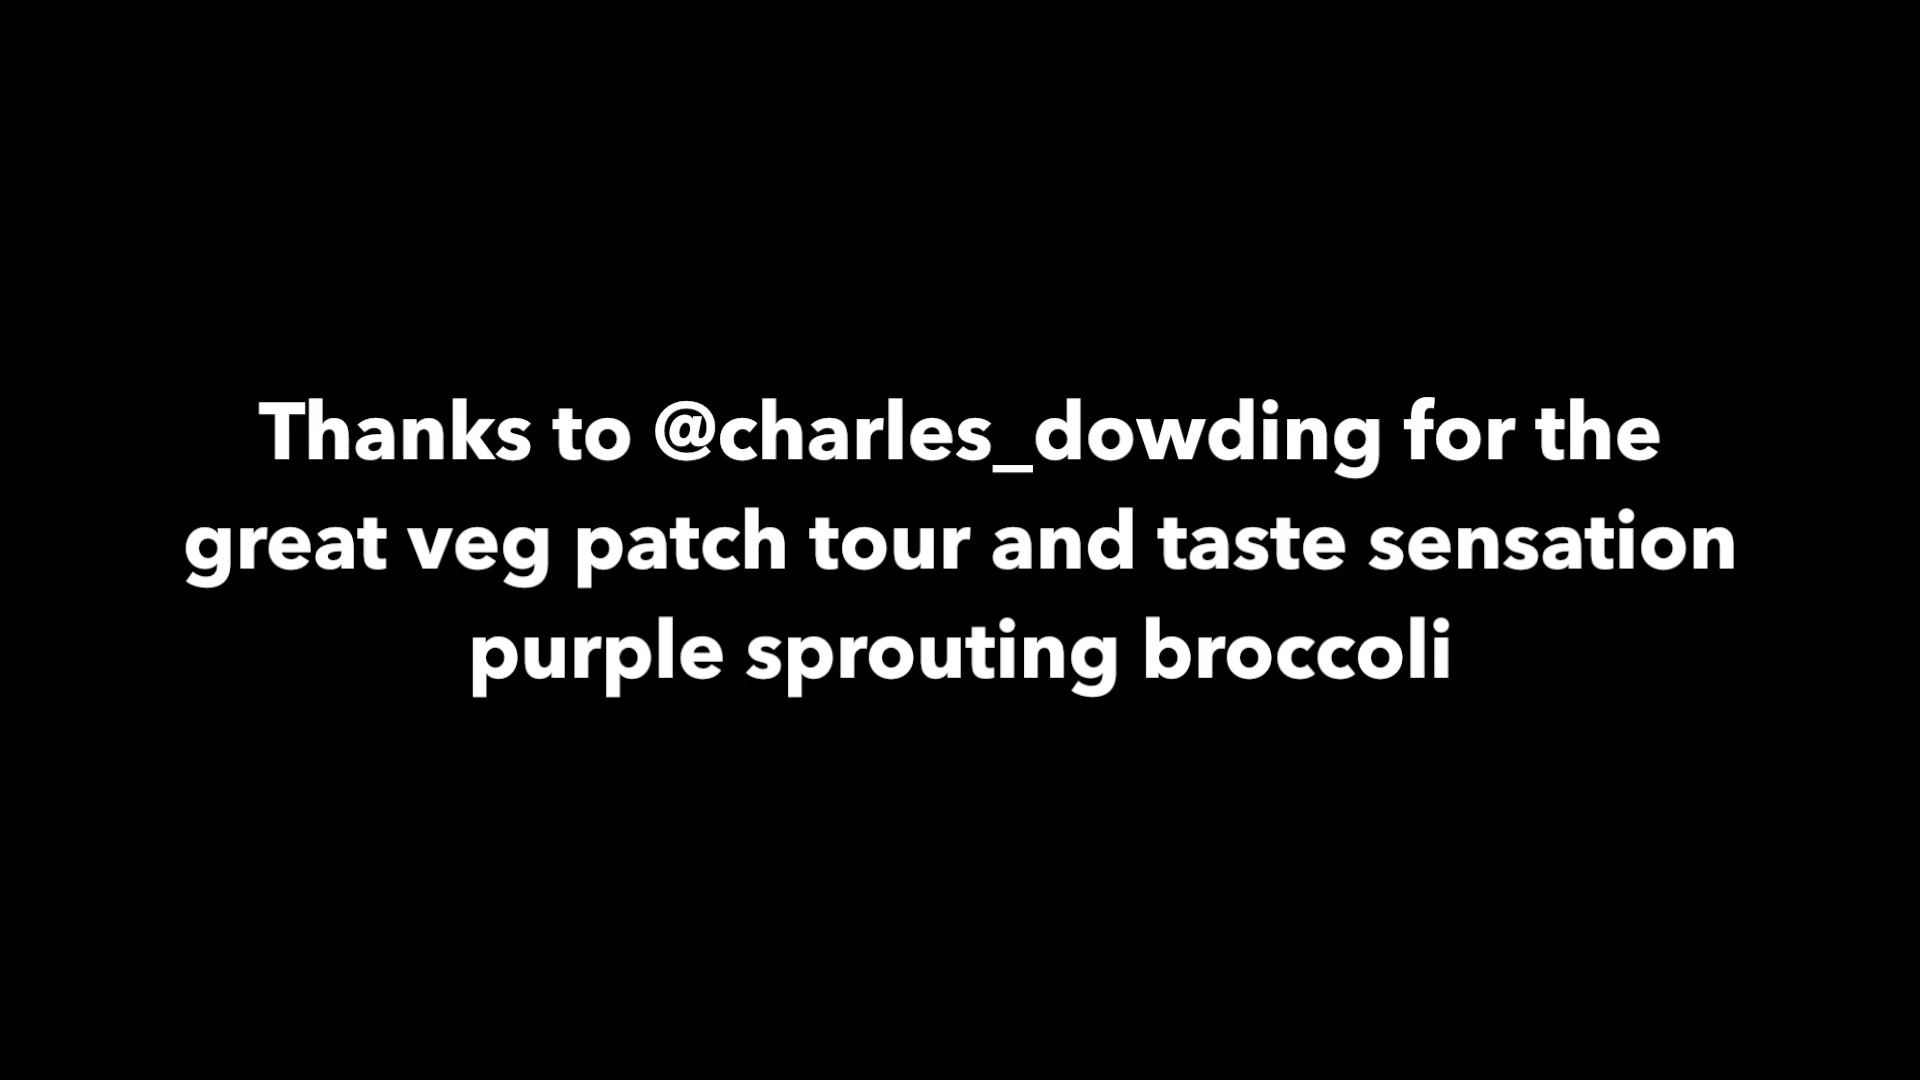 Thanks to @charles_dowding for the
great veg patch tour and taste sensation
purple sprouting broccoli